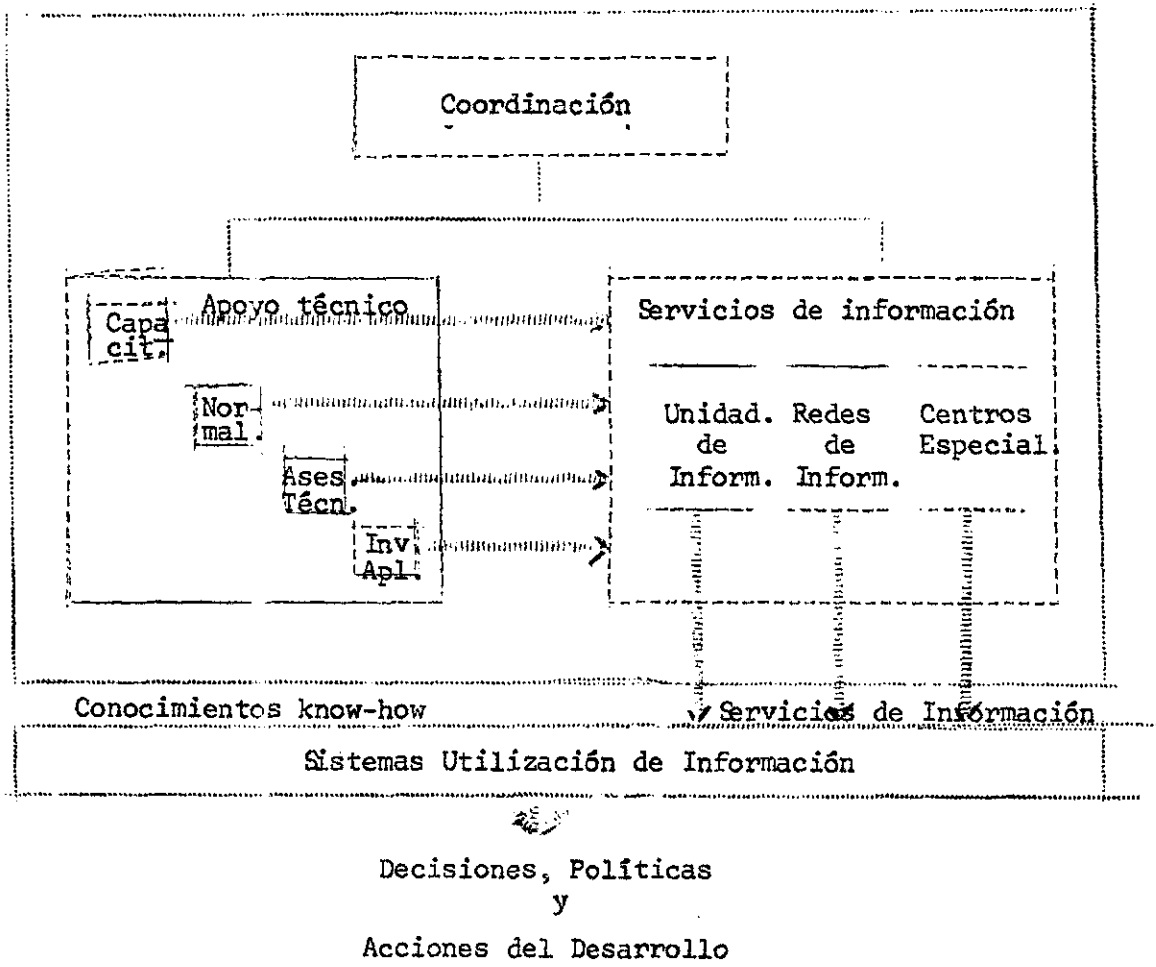 Coordinación
Apoyo técnico
Capa
cit.
Nor-
mal.
Ases.
Técn.
Inv.
Apl.
Servicios de información
Unidad.
de
Inform.
Redes
de
Inform.
Centros
Especial.
Conocimientos know-how
Servicios de Información
Sistemas Utilización de Información
Decisiones, Políticas
y
Acciones del Desarrollo